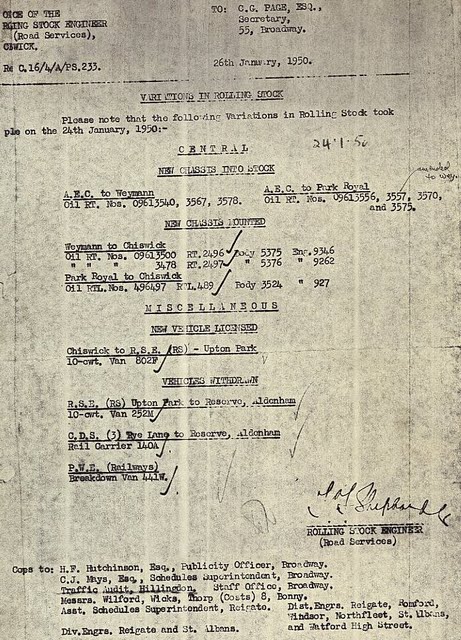 OICE OF THE
RLING STOCK ENGINEER
(Road Services),
CSWICK.
TO: C.G. PAGE, ESQ.,
Secretary,
55, Broadway.
Re C.16/4/A/PS.233.
26th January, 1950.
VARIATIONS IN ROLLING STOCK
Please note that the following Variations in Rolling Stock took
ple on the 24th January, 1950:-
24.1.50
CENTRAL
NEW CHASSIS INTO STOCK
A.E.C. to Weymann
Oil RT. Nos. 09613540, 3567, 3578.
A.E.C. to Park Royal
Oil RT. Nos. 09613556, 3557, 3570,
and 3575.
to Wey.
NEW CHASSIS MOUNTED
Weymann to Chiswick
Oil RT. Nos. 09613500 RT.2496 Body 5375 Eng.9346
" " " 3478 RT.2497 " 5376 " 9262
Park Royal to Chiswick
Oil RTL.Nos. 496497 RTL.489 Body 3524 " 927
MISCELLANEOUS
NEW VEHICLE LICENSED
Chiswick to R.S.E. (RS) - Upton Park
10-cwt. Van 802F
VEHICLES WITHDRAWN
R.S.E. (RS) Upton Park to Reserve, Aldenham
10-cwt. Van 252M
C.D.S. (3) Rye Lane to Reserve, Aldenham
Rail Carrier 140A
P.W.E. (Railways)
Breakdown Van 441W.
ROLLING STOCK ENGINEER
(Road Services)
Cops to: H.F. Hutchinson, Esq., Publicity Officer, Broadway.
C.J. Mays, Esq., Schedules Superintendent, Broadway.
Traffic Audit, Hillingdon. Staff Office, Broadway.
Messrs. Wilford, Wicks, Thorp (Costs) 8, Bonny.
Asst. Schedules Superintendent, Reigate.
Dist.Engrs. Reigate, Romford,
Windsor, Northfleet, St.Albans,
and Watford High Street.
Div.Engrs. Reigate and St. Albans.